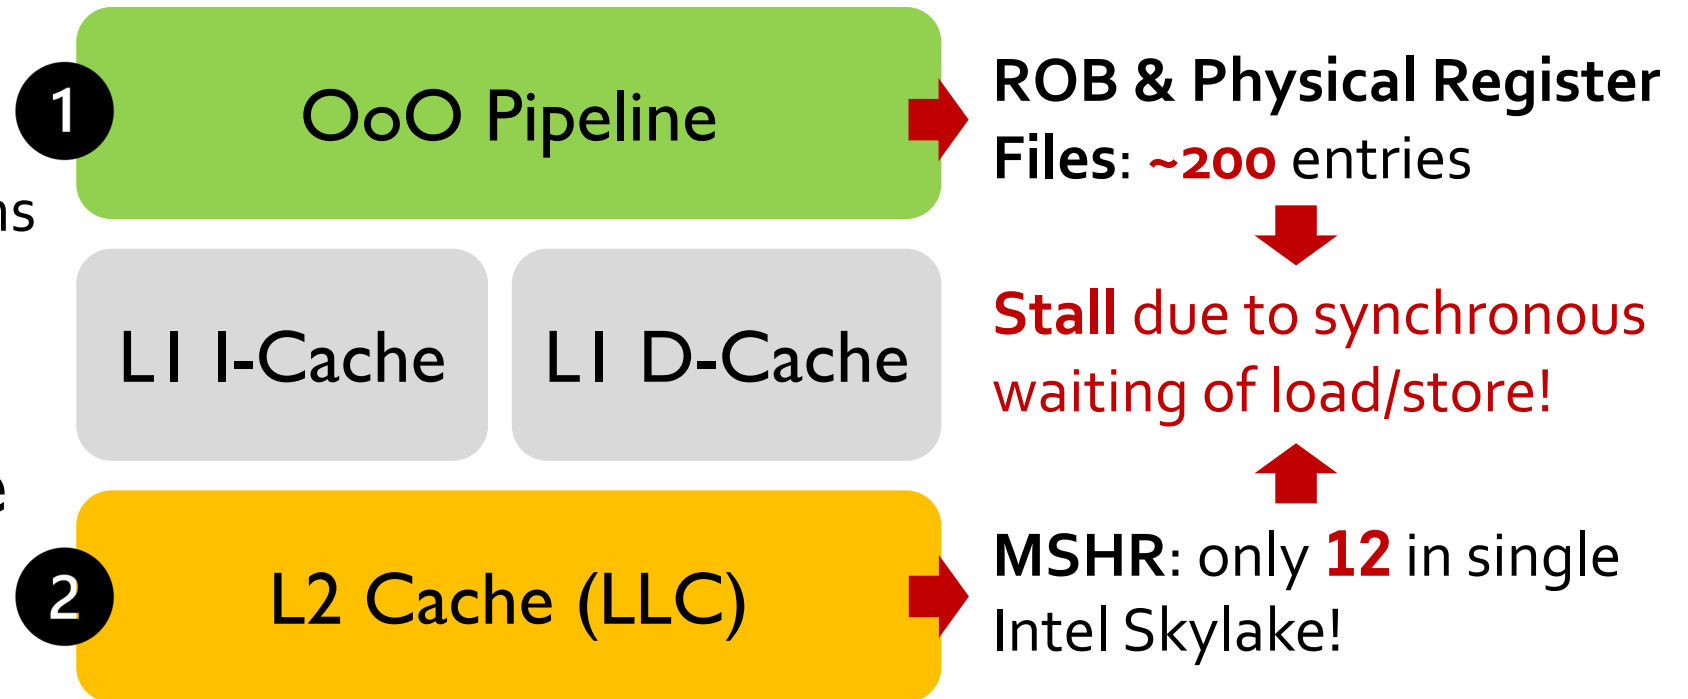 1
OoO Pipeline
ROB & Physical Register
Files: ~200 entries
ns
L1 I-Cache
L1 D-Cache
Stall due to synchronous
waiting of load/store!
e
2
L2 Cache (LLC)
MSHR: only 12 in single
Intel Skylake!